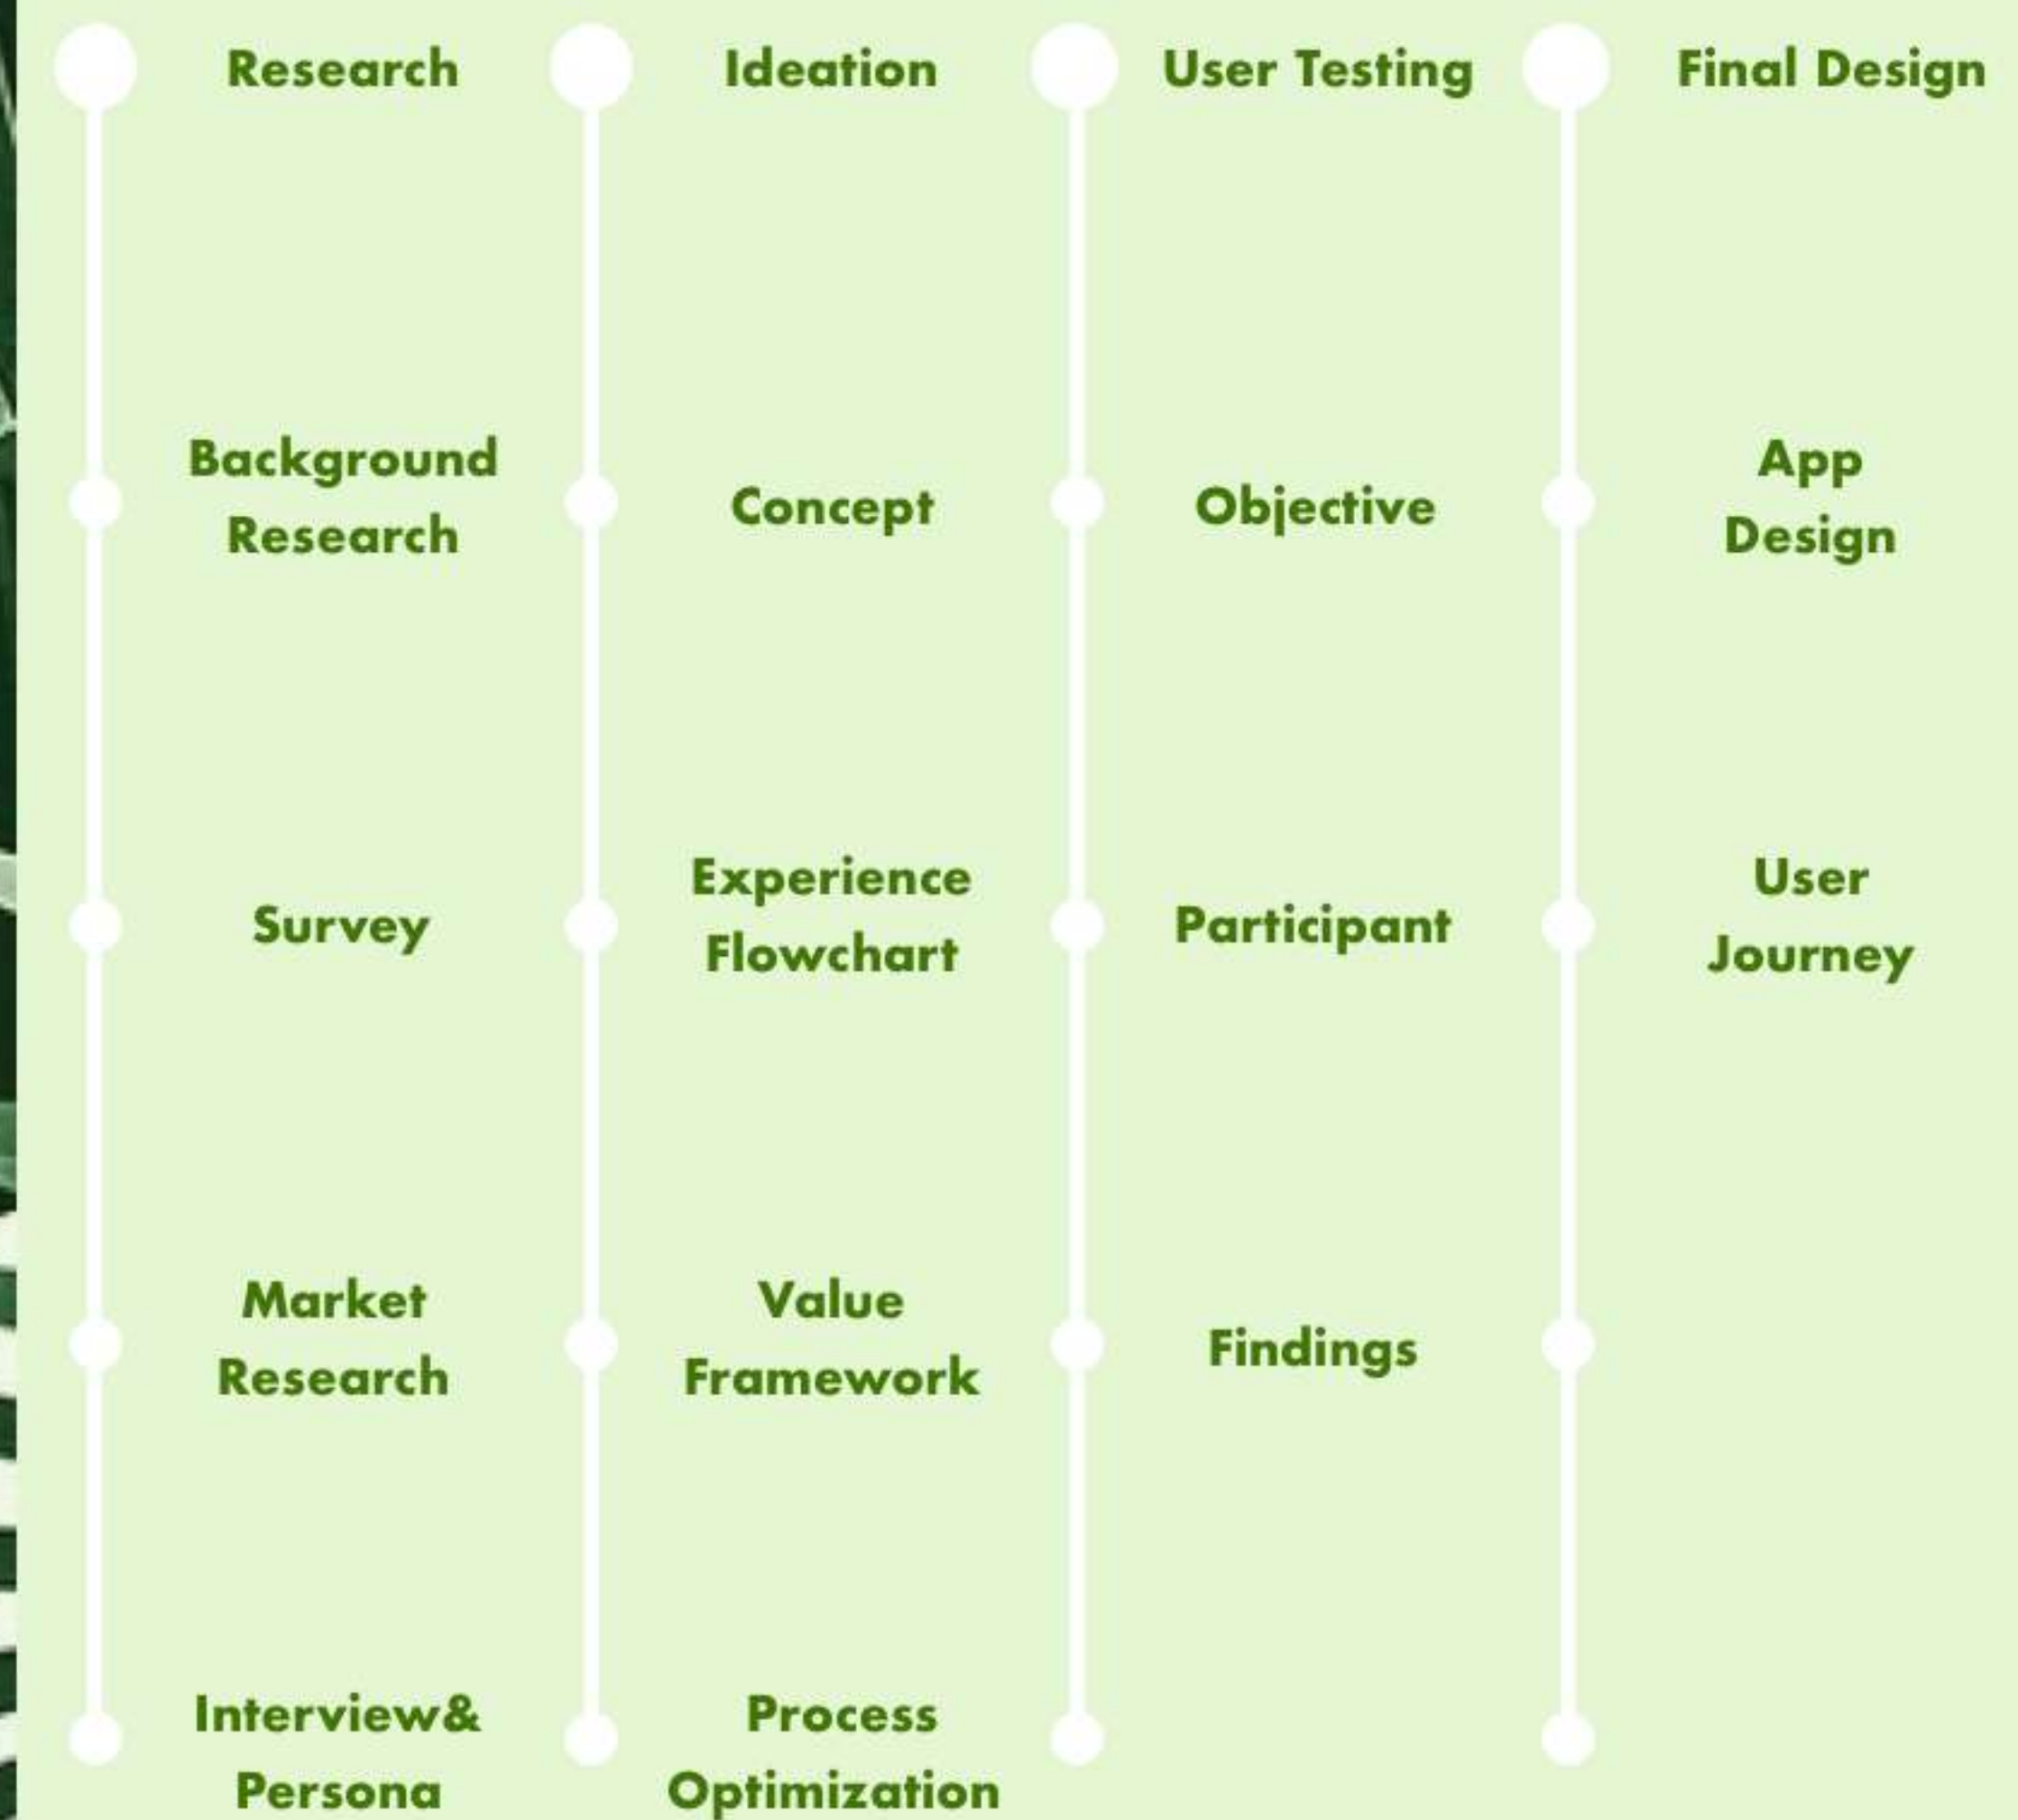 Research
Background
Research
Survey
Market
Research
Interview&
Persona
Ideation
Concept
Experience
Flowchart
Value
Framework
Process
Optimization
User Testing
Objective
Participant
Findings
Final Design
App
Design
User
Journey